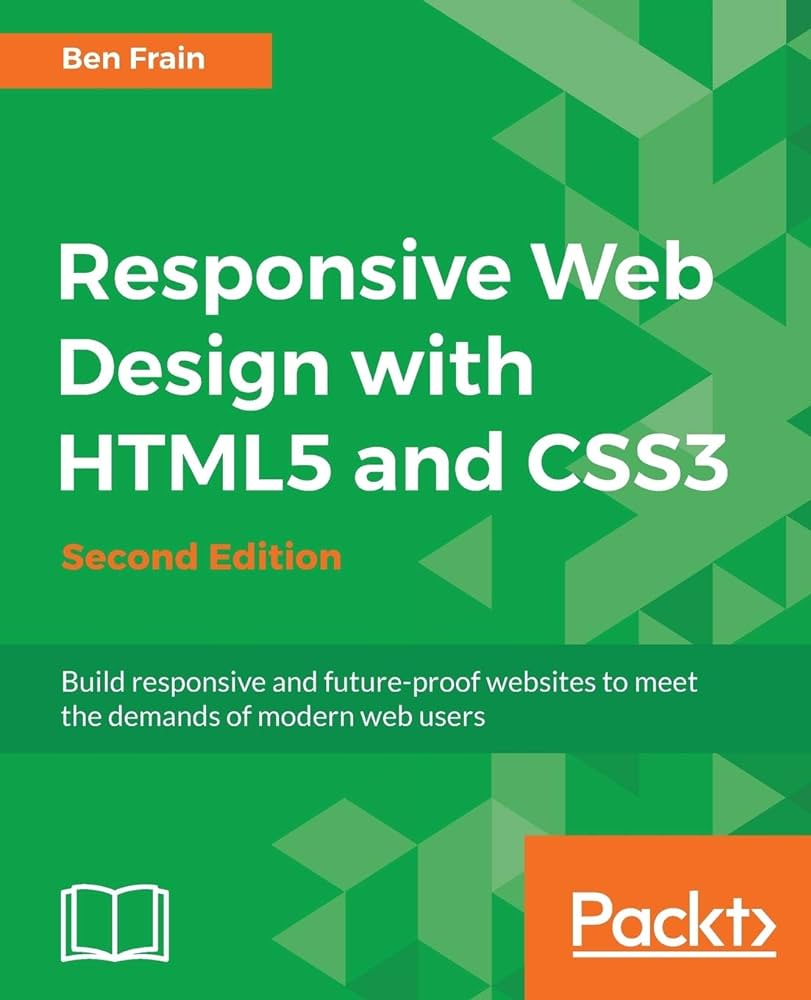 Ben Frain
Responsive Web
Design with
HTML5 and CSS3
Second Edition
Build responsive and future-proof websites to meet
the demands of modern web users
Packt>